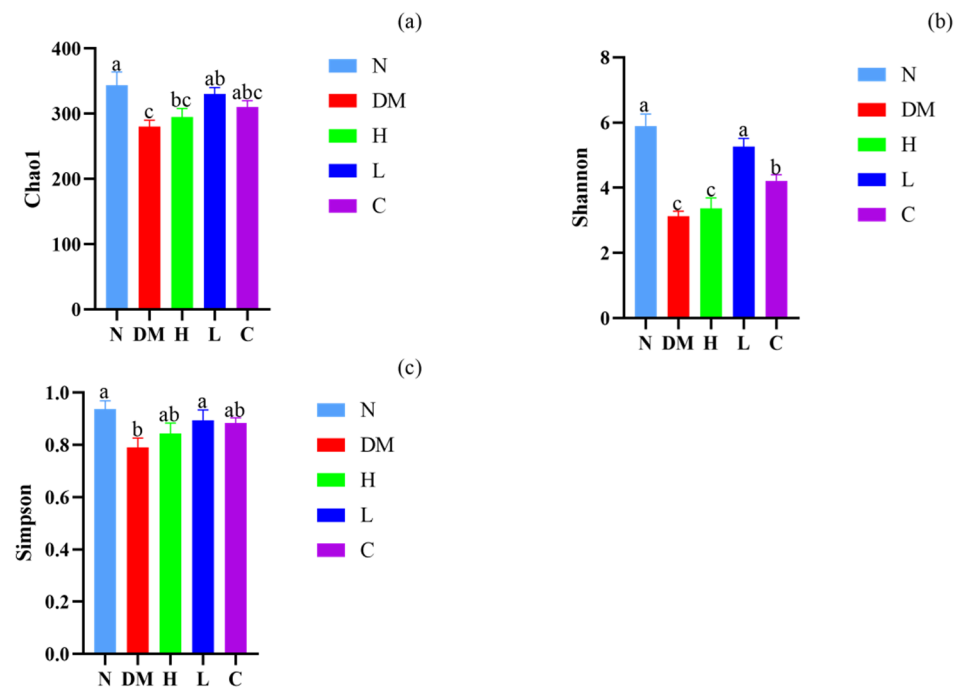 (a)
400
300
200
100
0
Chao1
a
c
bc
ab
abc
N DM H L C
N
DM
H
L
C
(b)
8
6
4
2
0
Shannon
a
c
c
a
b
N DM H L C
N
DM
H
L
C
(c)
1.0
0.8
0.6
0.4
0.2
0.0
Simpson
a
b
ab
a
ab
N DM H L C
N
DM
H
L
C